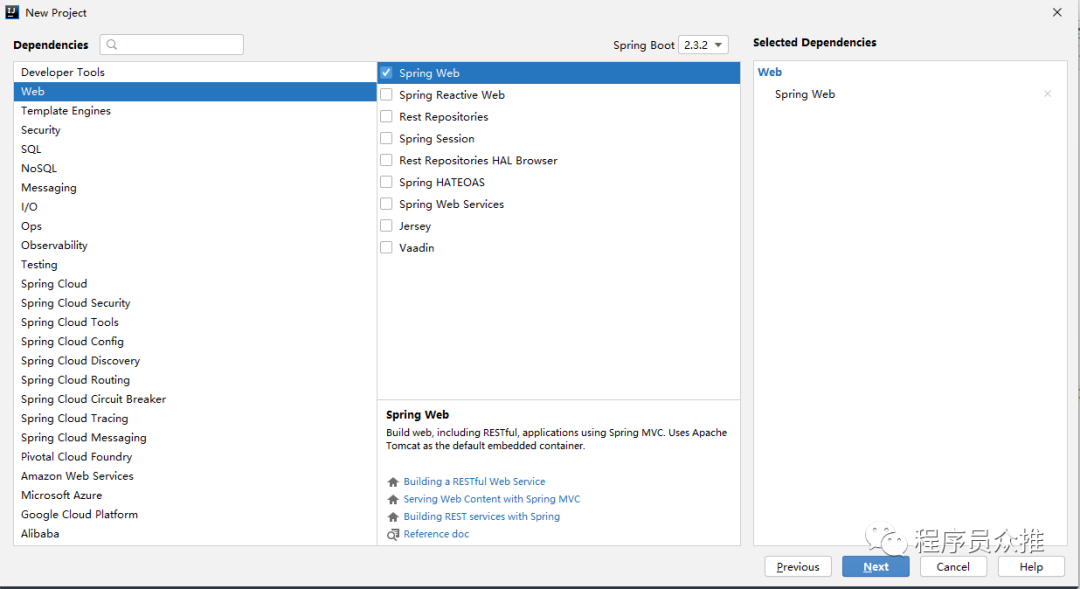 New Project
Dependencies
Spring Boot 2.3.2
Selected Dependencies
Developer Tools
Web
Template Engines
Security
SQL
NoSQL
Messaging
I/O
Ops
Observability
Testing
Spring Cloud
Spring Cloud Security
Spring Cloud Tools
Spring Cloud Config
Spring Cloud Discovery
Spring Cloud Routing
Spring Cloud Circuit Breaker
Spring Cloud Tracing
Spring Cloud Messaging
Pivotal Cloud Foundry
Amazon Web Services
Microsoft Azure
Google Cloud Platform
Alibaba
Spring Web
Spring Reactive Web
Rest Repositories
Spring Session
Rest Repositories HAL Browser
Spring HATEOAS
Spring Web Services
Jersey
Vaadin
Spring Web
Build web, including RESTful, applications using Spring MVC. Uses Apache
Tomcat as the default embedded container.
Building a RESTful Web Service
Serving Web Content with Spring MVC
Building REST services with Spring
Reference doc
Web
Spring Web
程序员众推
Previous
Next
Cancel
Help